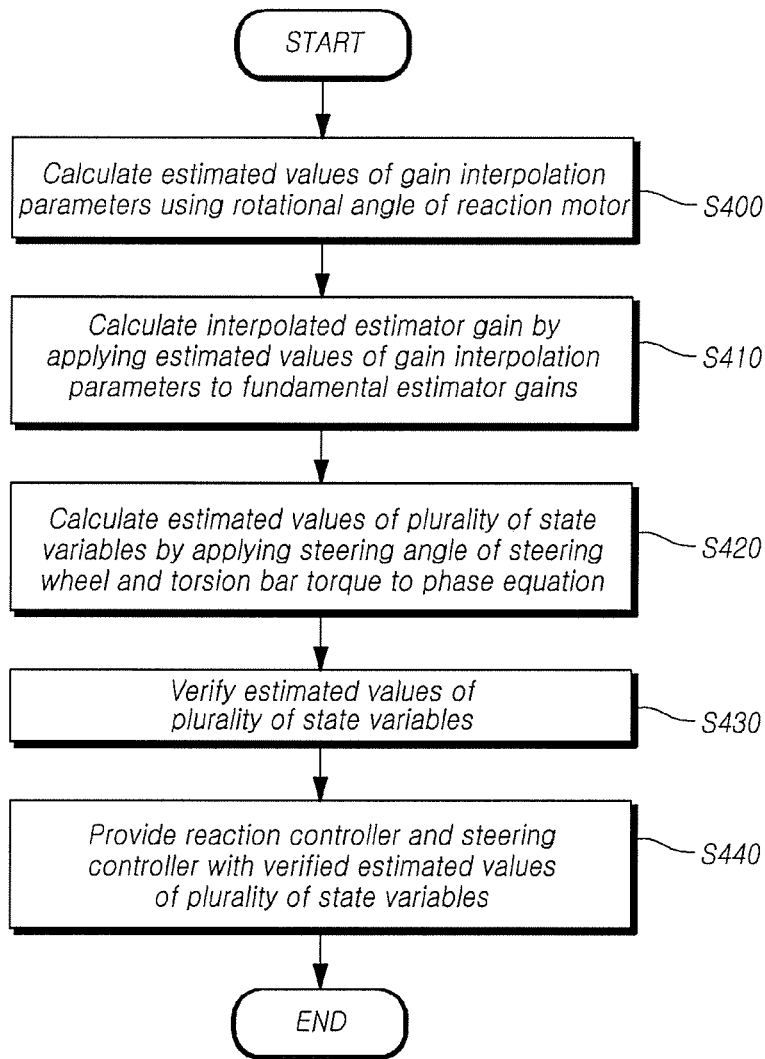 START
Calculate estimated values of gain interpolation
parameters using rotational angle of reaction motor
S400
Calculate interpolated estimator gain by
applying estimated values of gain interpolation
parameters to fundamental estimator gains
S410
Calculate estimated values of plurality of state
variables by applying steering angle of steering
wheel and torsion bar torque to phase equation
S420
Verify estimated values of
plurality of state variables
S430
Provide reaction controller and steering
controller with verified estimated values
of plurality of state variables
S440
END